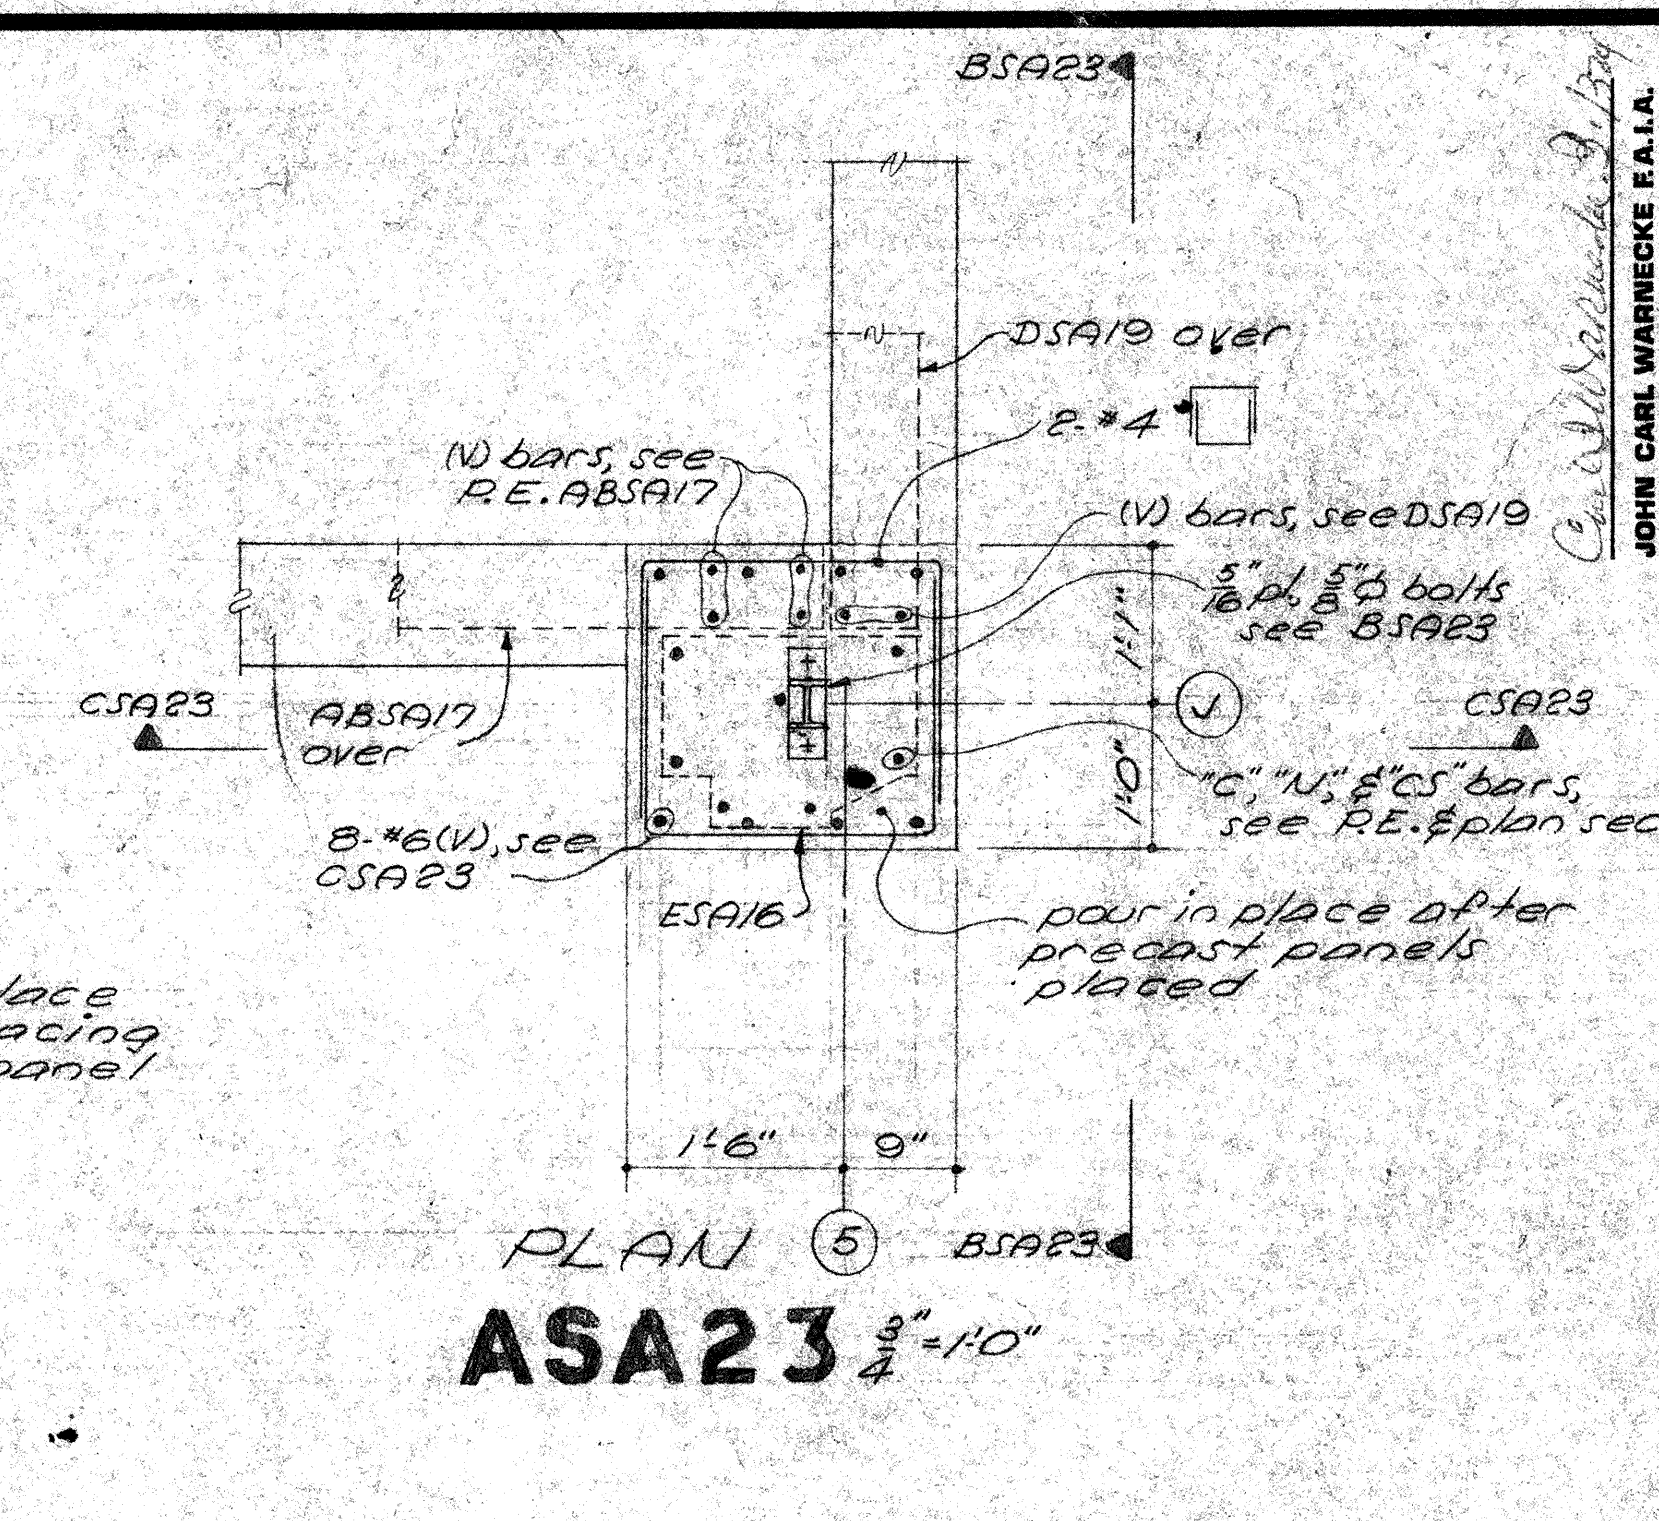 BSA23
JOHN CARL WARNECKE F.A.I.A.
DSA19 over
2-#4
(V) bars, see
P.E. ABSA17
(V) bars, see DSA19
5/16" pl, 5/8"φ bolts
see BSA23
1'-1"
CSA23
ABSA17
over
CSA23
1'-0"
"C", "N", & "CS" bars,
see P.E. & plan sec
8-#6(V), see
CSA23
ESA16
pour in place after
precast panels
placed
lace
acing
panel
1'-6"
9"
PLAN
5
BSA23
ASA23
3/4"=1'-0"